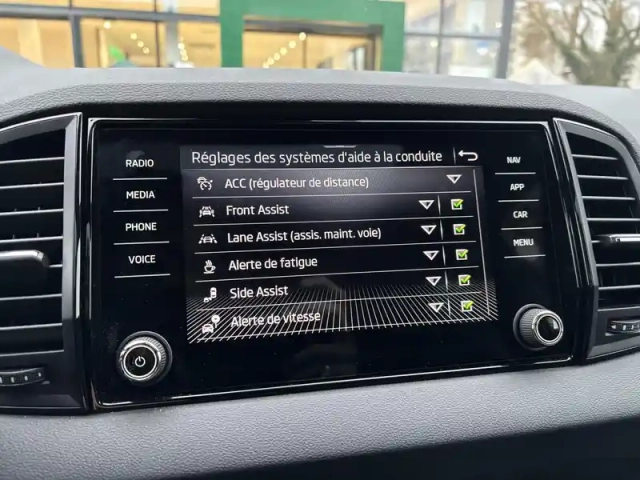 Réglages des systèmes d'aide à la conduite
RADIO
MEDIA
PHONE
VOICE
ACC (régulateur de distance)
Front Assist
Lane Assist (assis. maint. voie)
Alerte de fatigue
Side Assist
Alerte de vitesse
NAV
APP
CAR
MENU